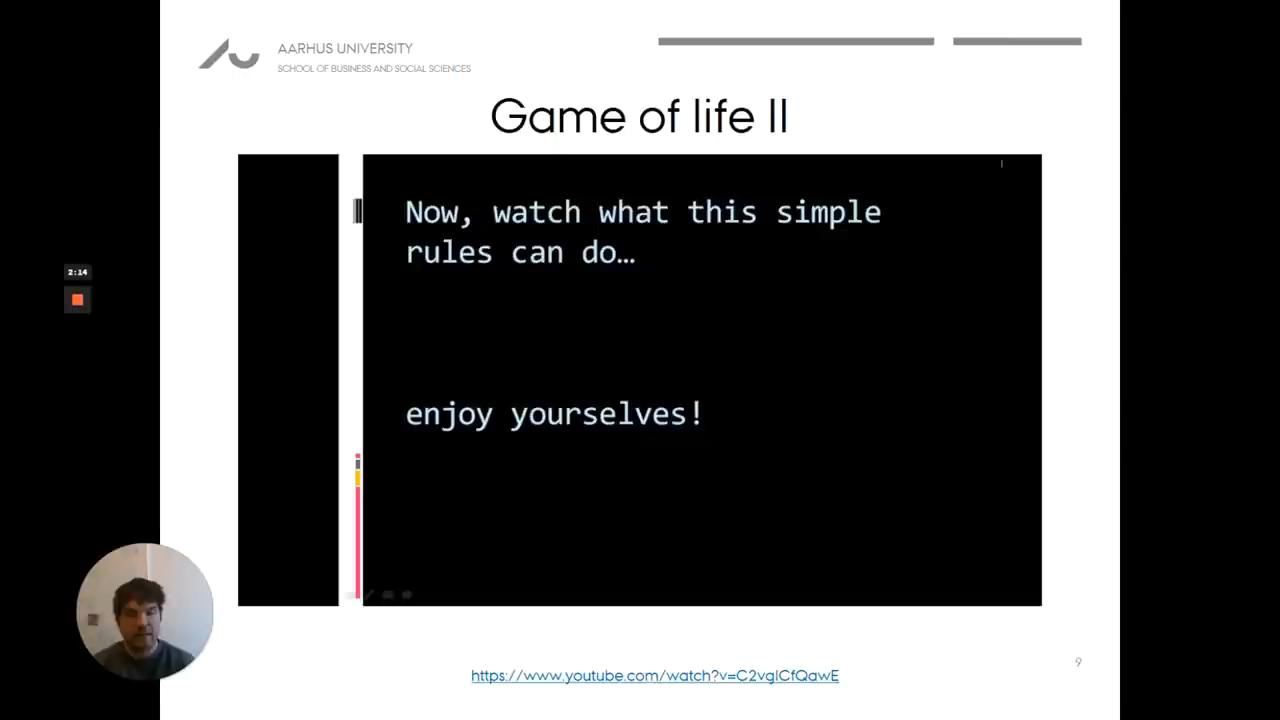 AARHUS UNIVERSITY
SCHOOL OF BUSINESS AND SOCIAL SCIENCES
Game of life II
Now, watch what this simple
rules can do…
2:14
enjoy yourselves!
9
https://www.youtube.com/watch?v=C2vgICfQawE